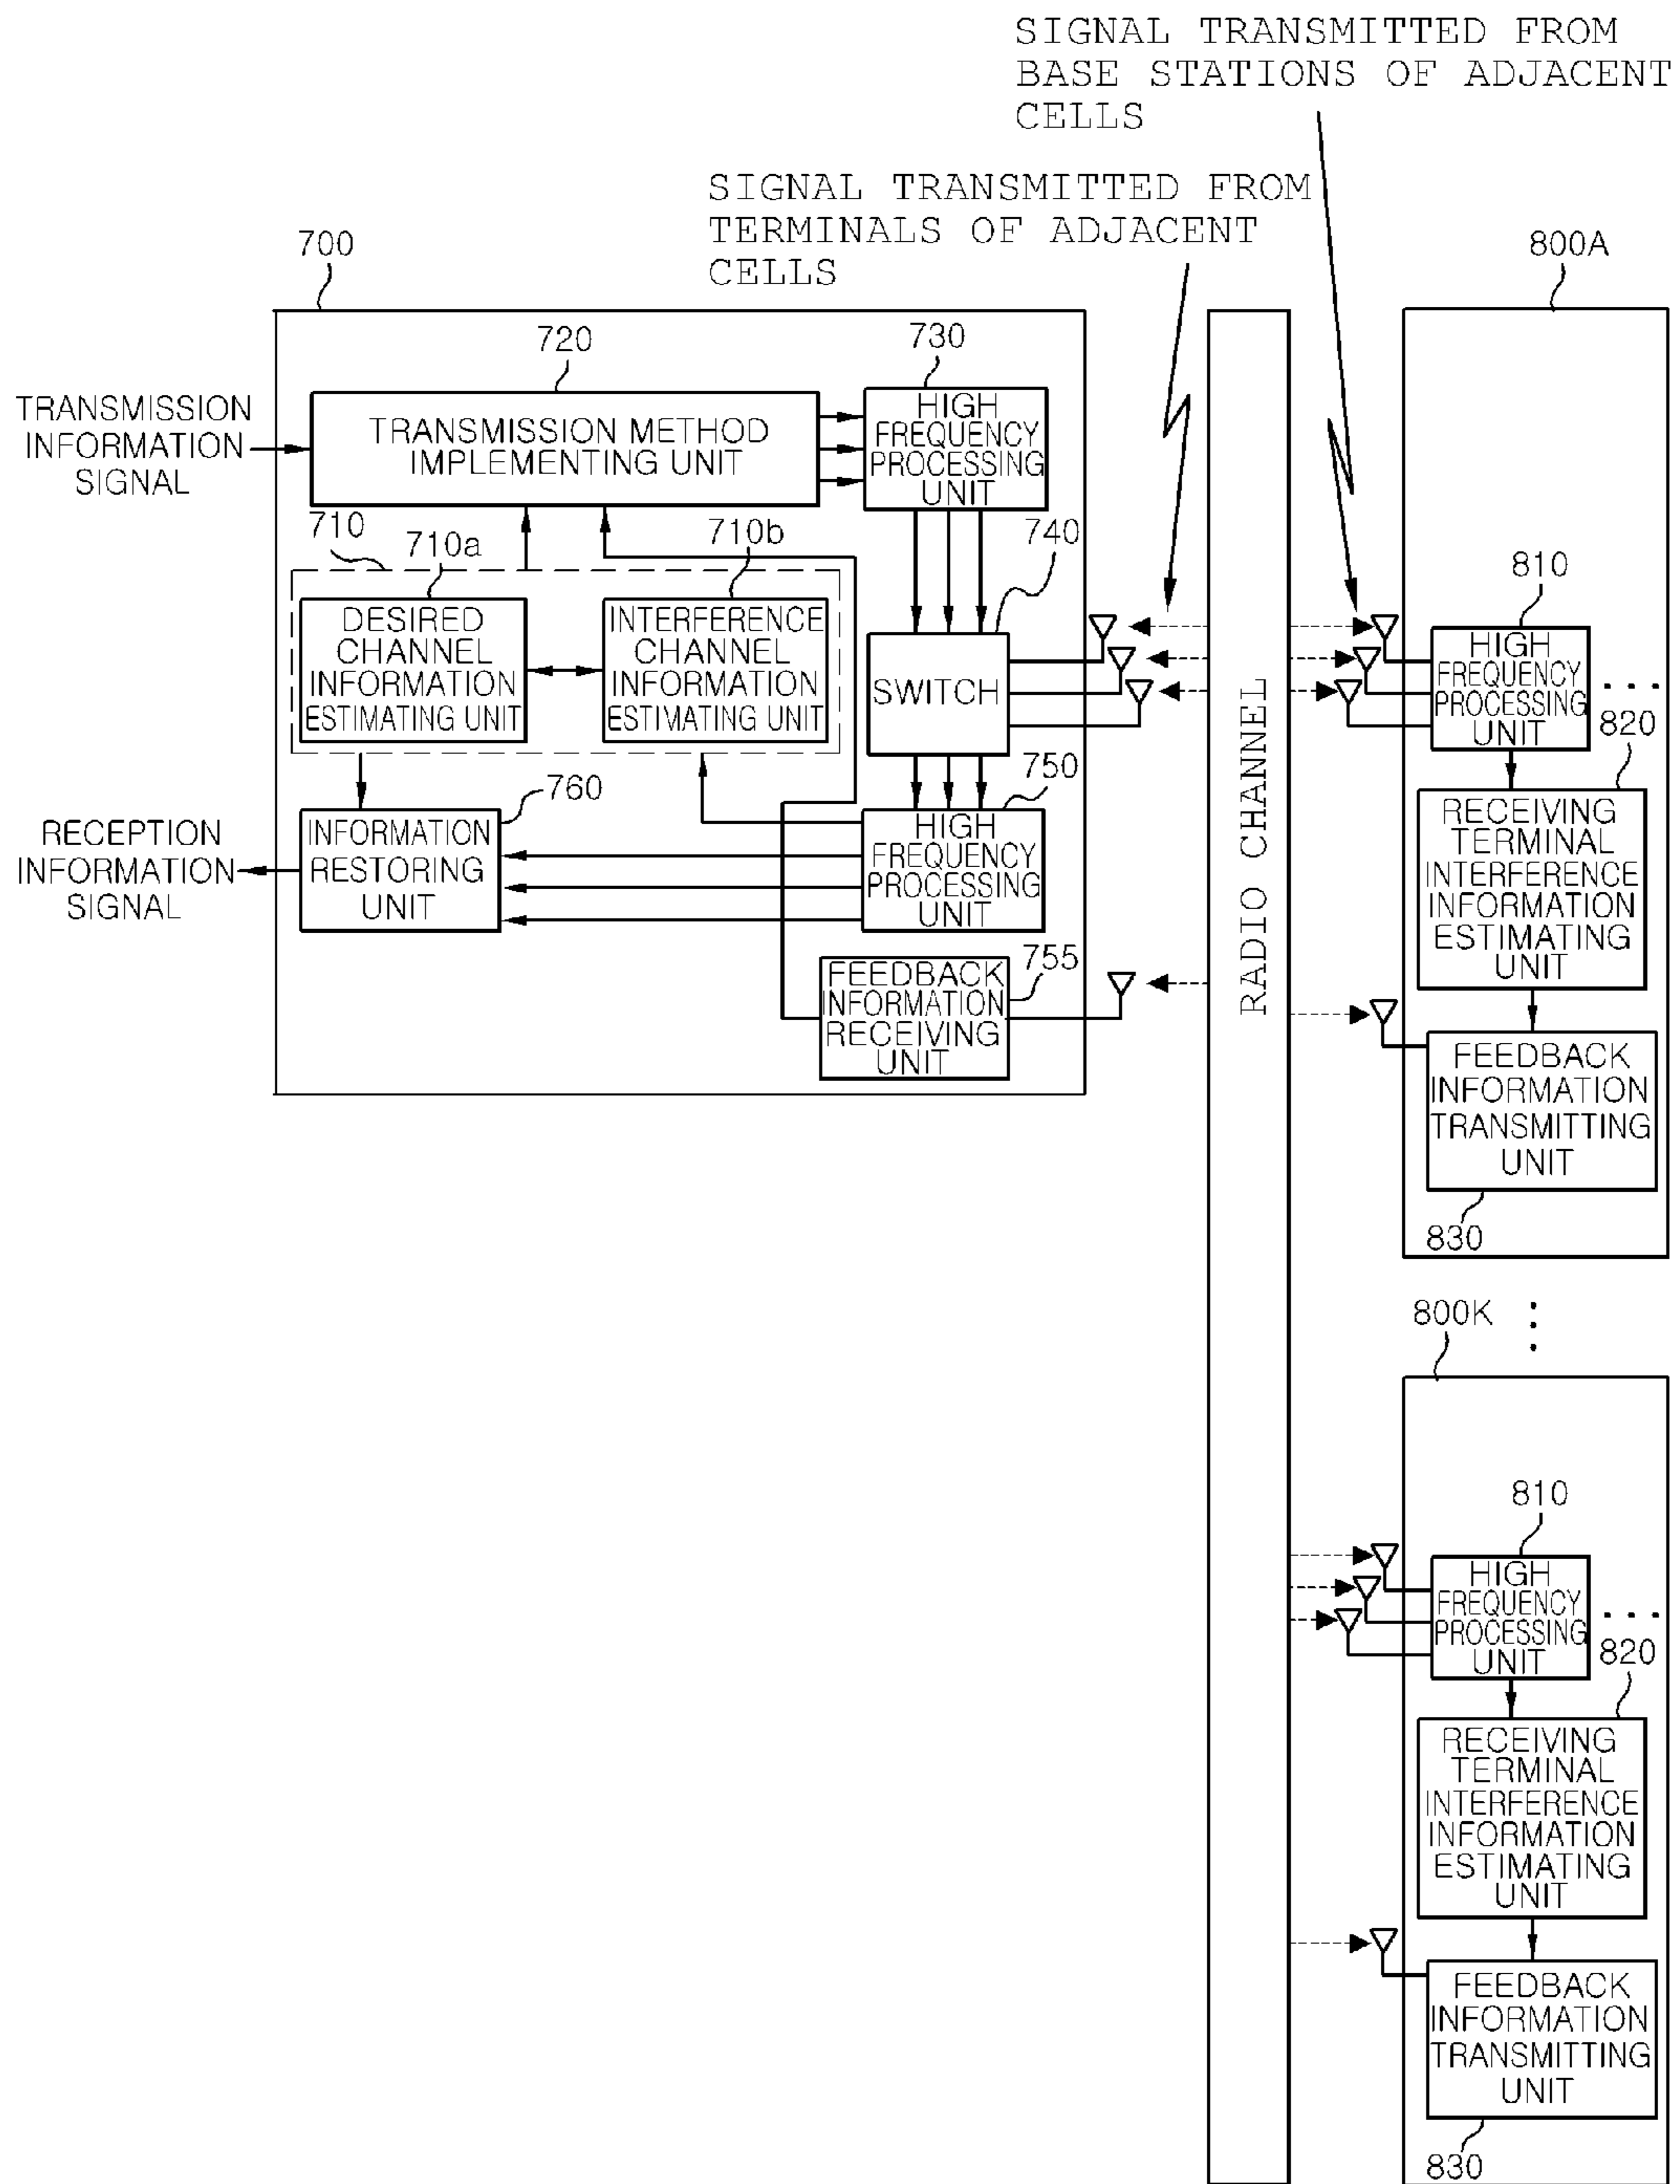 SIGNAL TRANSMITTED FROM
BASE STATIONS OF ADJACENT
CELLS
SIGNAL TRANSMITTED FROM
TERMINALS OF ADJACENT
CELLS
700
800A
720
730
TRANSMISSION
INFORMATION
SIGNAL
TRANSMISSION METHOD
IMPLEMENTING UNIT
HIGH
FREQUENCY
PROCESSING
UNIT
710
710a
710b
740
DESIRED
CHANNEL
INFORMATION
ESTIMATING UNIT
INTERFERENCE
CHANNEL
INFORMATION
ESTIMATING UNIT
SWITCH
RADIO CHANNEL
810
HIGH
FREQUENCY
PROCESSING
UNIT
...
820
760
750
RECEPTION
INFORMATION
SIGNAL
INFORMATION
RESTORING
UNIT
HIGH
FREQUENCY
PROCESSING
UNIT
RECEIVING
TERMINAL
INTERFERENCE
INFORMATION
ESTIMATING
UNIT
755
FEEDBACK
INFORMATION
RECEIVING
UNIT
FEEDBACK
INFORMATION
TRANSMITTING
UNIT
830
800K
810
HIGH
FREQUENCY
PROCESSING
UNIT
...
820
RECEIVING
TERMINAL
INTERFERENCE
INFORMATION
ESTIMATING
UNIT
FEEDBACK
INFORMATION
TRANSMITTING
UNIT
830